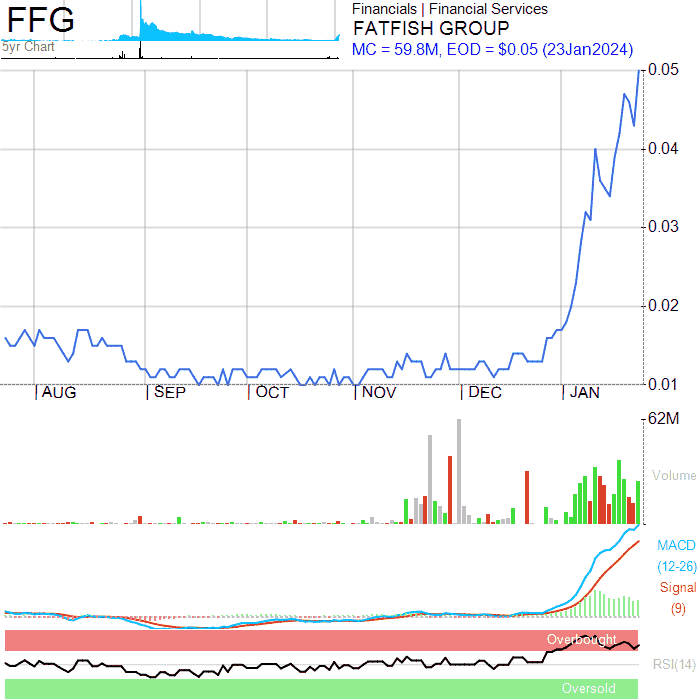 FFG
5yr Chart
Financials | Financial Services
FATFISH GROUP
MC = 59.8M, EOD = $0.05 (23Jan2024)
0.05
0.04
0.03
0.02
0.01
AUG SEP OCT NOV DEC JAN
62M
Volume
MACD
(12-26)
Signal
(9)
Overbought
RSI(14)
Oversold